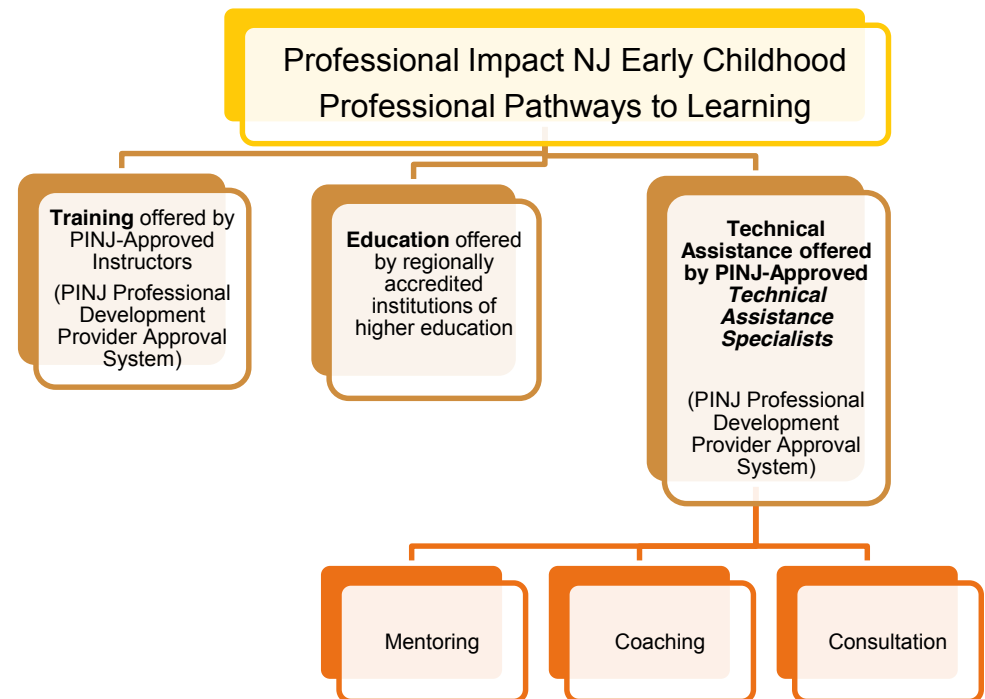 Professional Impact NJ Early Childhood
Professional Pathways to Learning
Training offered by
PINJ-Approved
Instructors
(PINJ Professional
Development
Provider Approval
System)
Education offered
by regionally
accredited
institutions of
higher education
Technical
Assistance offered
by PINJ-Approved
Technical
Assistance
Specialists
(PINJ Professional
Development
Provider Approval
System)
Mentoring
Coaching
Consultation